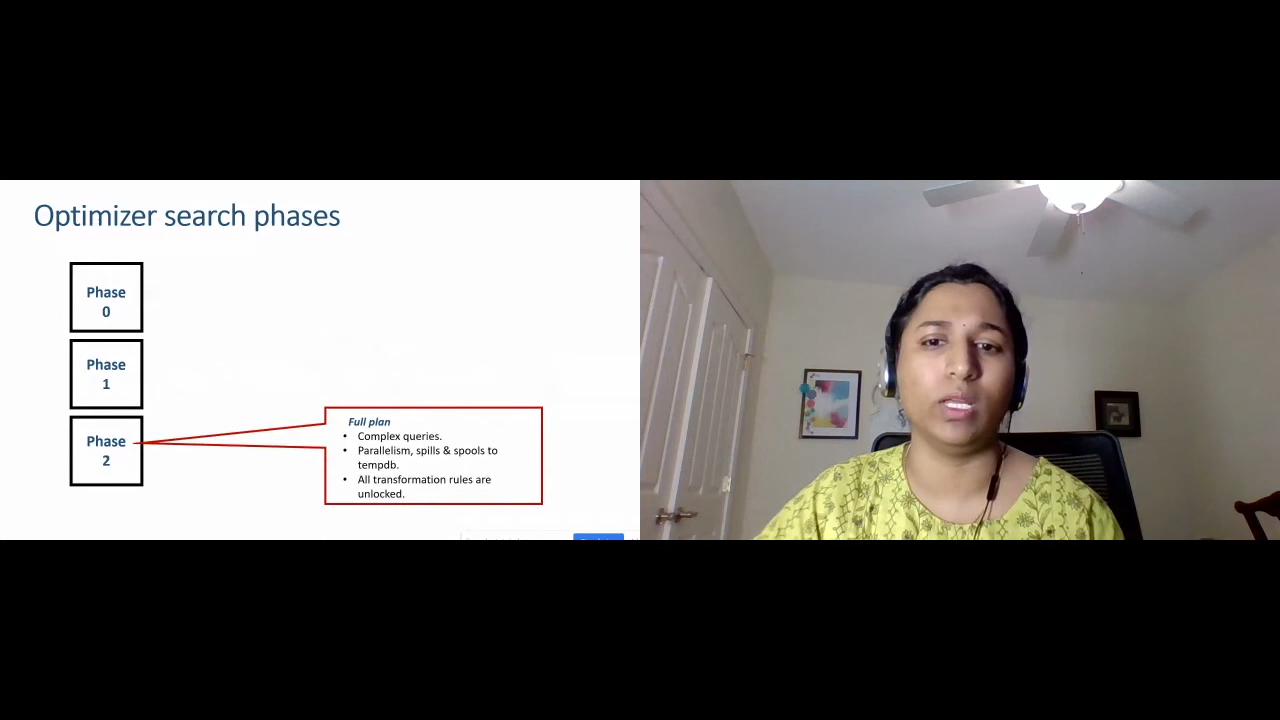 Optimizer search phases
Phase
0
Phase
1
Phase
2
Full plan
• Complex queries.
• Parallelism, spills & spools to
tempdb.
• All transformation rules are
unlocked.